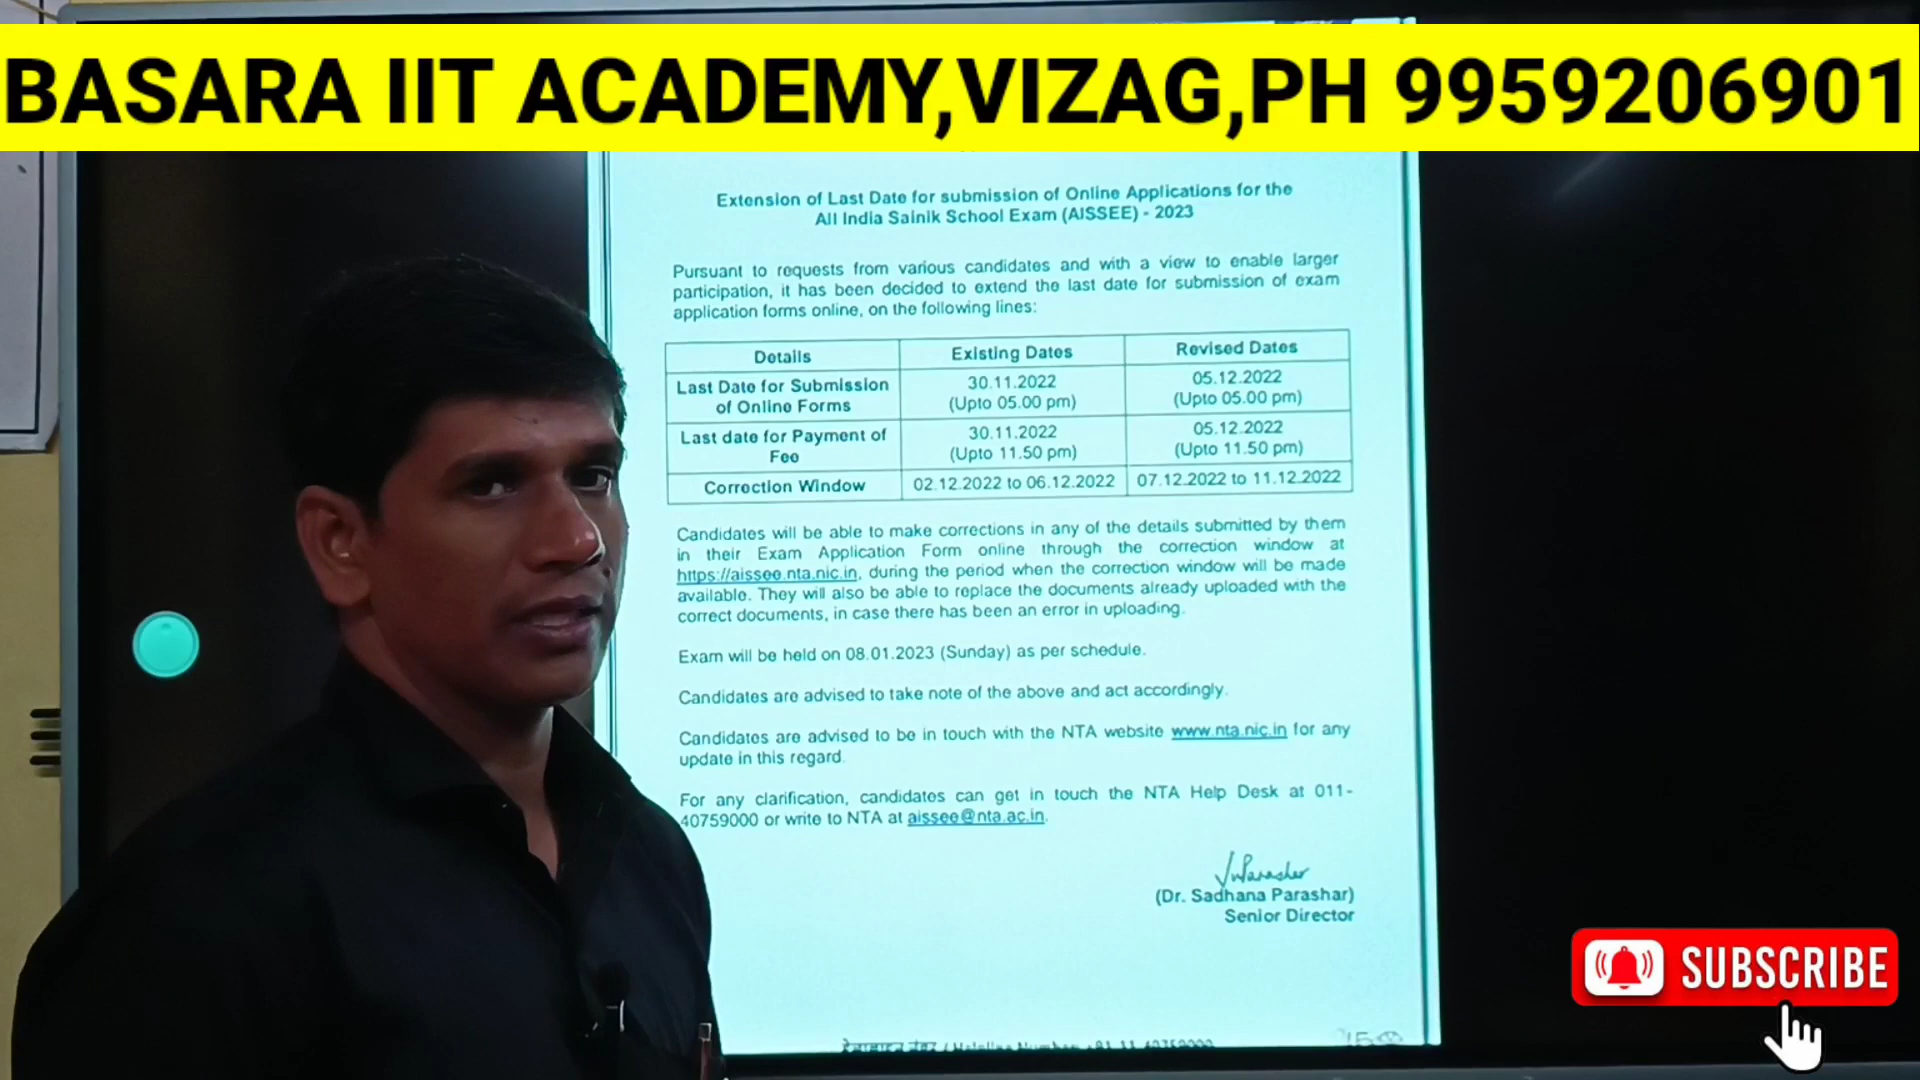 BASARA IIT ACADEMY,VIZAG,PH 9959206901
Extension of Last Date for submission of Online Applications for the
All India Sainik School Exam (AISSEE) - 2023
Pursuant to requests from various candidates and with a view to enable larger
participation, it has been decided to extend the last date for submission of exam
application forms online, on the following lines:
Details Existing Dates Revised Dates
Last Date for Submission of Online Forms 30.11.2022 (Upto 05.00 pm) 05.12.2022 (Upto 05.00 pm)
Last date for Payment of Fee 30.11.2022 (Upto 11.50 pm) 05.12.2022 (Upto 11.50 pm)
Correction Window 02.12.2022 to 06.12.2022 07.12.2022 to 11.12.2022
Candidates will be able to make corrections in any of the details submitted by them
in their Exam Application Form online through the correction window at
https://aissee.nta.nic.in, during the period when the correction window will be made
available. They will also be able to replace the documents already uploaded with the
correct documents, in case there has been an error in uploading.
Exam will be held on 08.01.2023 (Sunday) as per schedule.
Candidates are advised to take note of the above and act accordingly.
Candidates are advised to be in touch with the NTA website www.nta.nic.in for any
update in this regard.
For any clarification, candidates can get in touch the NTA Help Desk at 011-
40759000 or write to NTA at aissee@nta.ac.in.
(Dr. Sadhana Parashar)
Senior Director
SUBSCRIBE